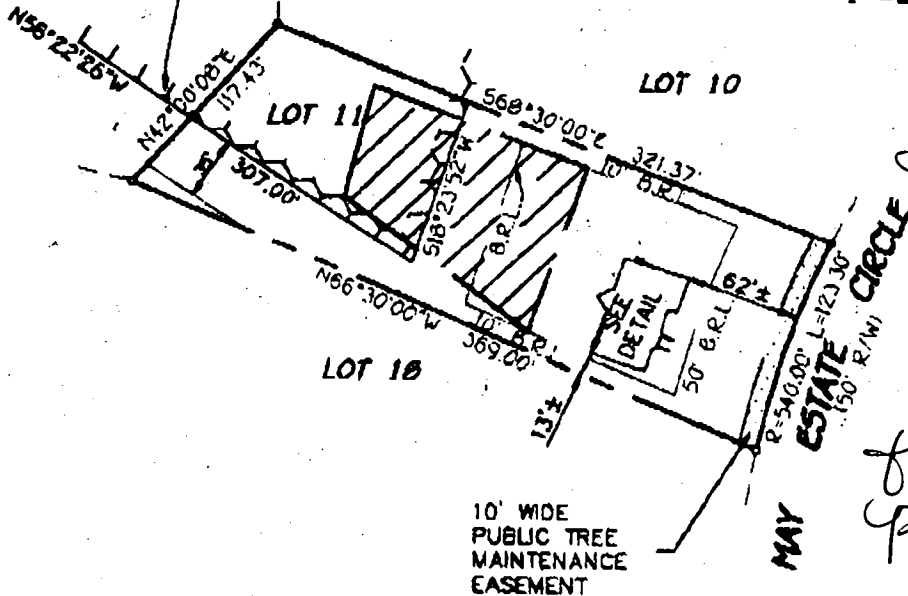 N58°22'26"W
N42°00'08"E
117.43'
LOT 11
LOT 10
S68°30'00"E
321.37'
10' B.R.L.
307.00'
S18°23'52"W
B.R.L.
N66°30'00"W
369.00'
10' B.R.L.
LOT 18
SEE
DETAIL
62'±
50' B.R.L.
13'±
R=540.00' L=123.30'
MAY ESTATE CIRCLE
(50' R/W)
10' WIDE
PUBLIC TREE
MAINTENANCE
EASEMENT